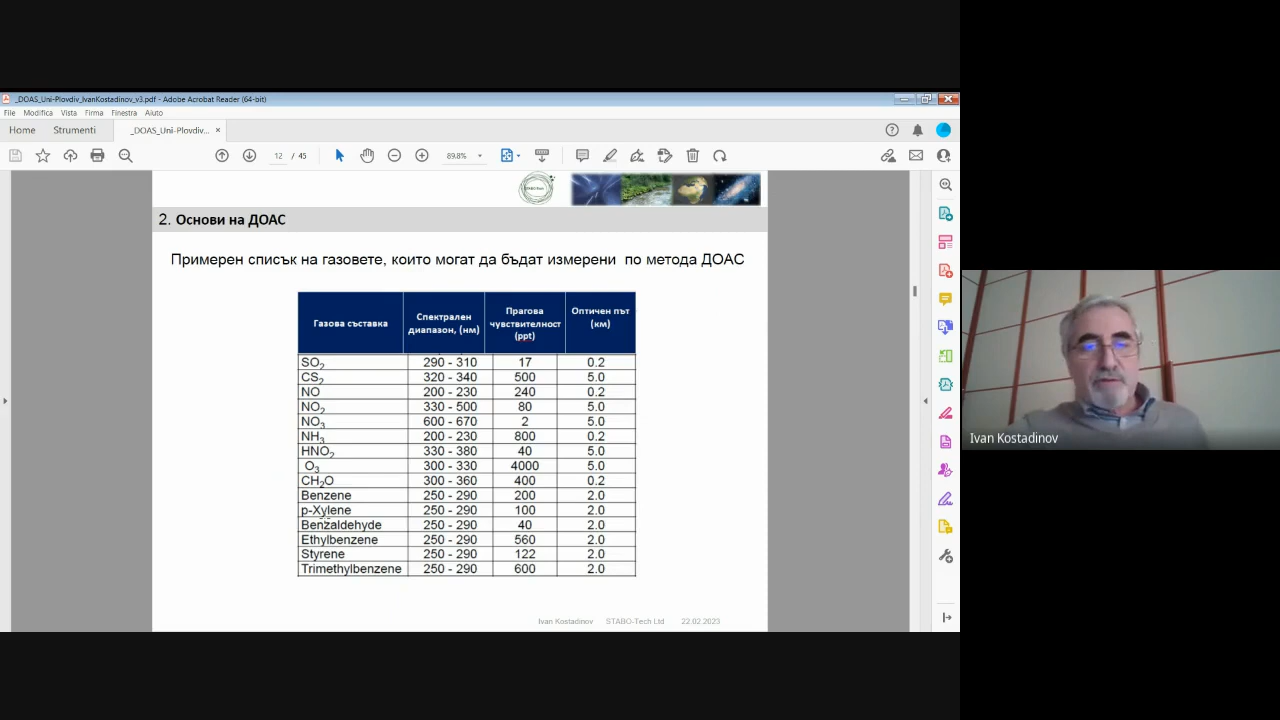 _DOAS_Uni-Plovdiv_IvanKostadinov_v3.pdf - Adobe Acrobat Reader (64-bit)
File Modifica Vista Firma Finestra Aiuto
Home Strumenti _DOAS_Uni-Plovdiv... ×
12 / 45 89.8%
2. Основи на ДОАС
Примерен списък на газовете, които могат да бъдат измерени по метода ДОАС
Газова съставка Спектрален диапазон, (нм) Прагова чувствителност (ppt) Оптичен път (км)
SO2 290 - 310 17 0.2
CS2 320 - 340 500 5.0
NO 200 - 230 240 0.2
NO2 330 - 500 80 5.0
NO3 600 - 670 2 5.0
NH3 200 - 230 800 0.2
HNO2 330 - 380 40 5.0
O3 300 - 330 4000 5.0
CH2O 300 - 360 400 0.2
Benzene 250 - 290 200 2.0
p-Xylene 250 - 290 100 2.0
Benzaldehyde 250 - 290 40 2.0
Ethylbenzene 250 - 290 560 2.0
Styrene 250 - 290 122 2.0
Trimethylbenzene 250 - 290 600 2.0
Ivan Kostadinov STABO-Tech Ltd 22.02.2023
Ivan Kostadinov